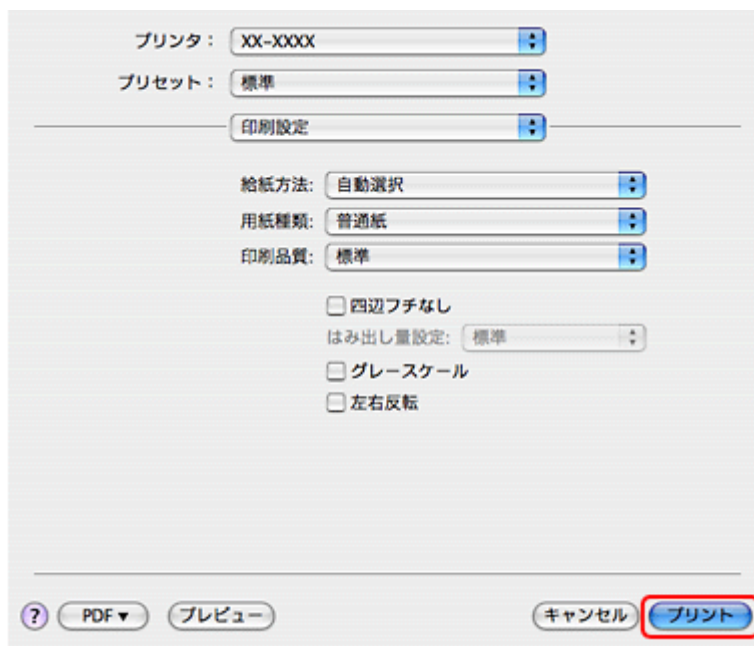 プリンタ： XX-XXXX
プリセット： 標準
印刷設定
給紙方法: 自動選択
用紙種類: 普通紙
印刷品質: 標準
四辺フチなし
はみ出し量設定: 標準
グレースケール
左右反転
? PDF▼ プレビュー キャンセル プリント